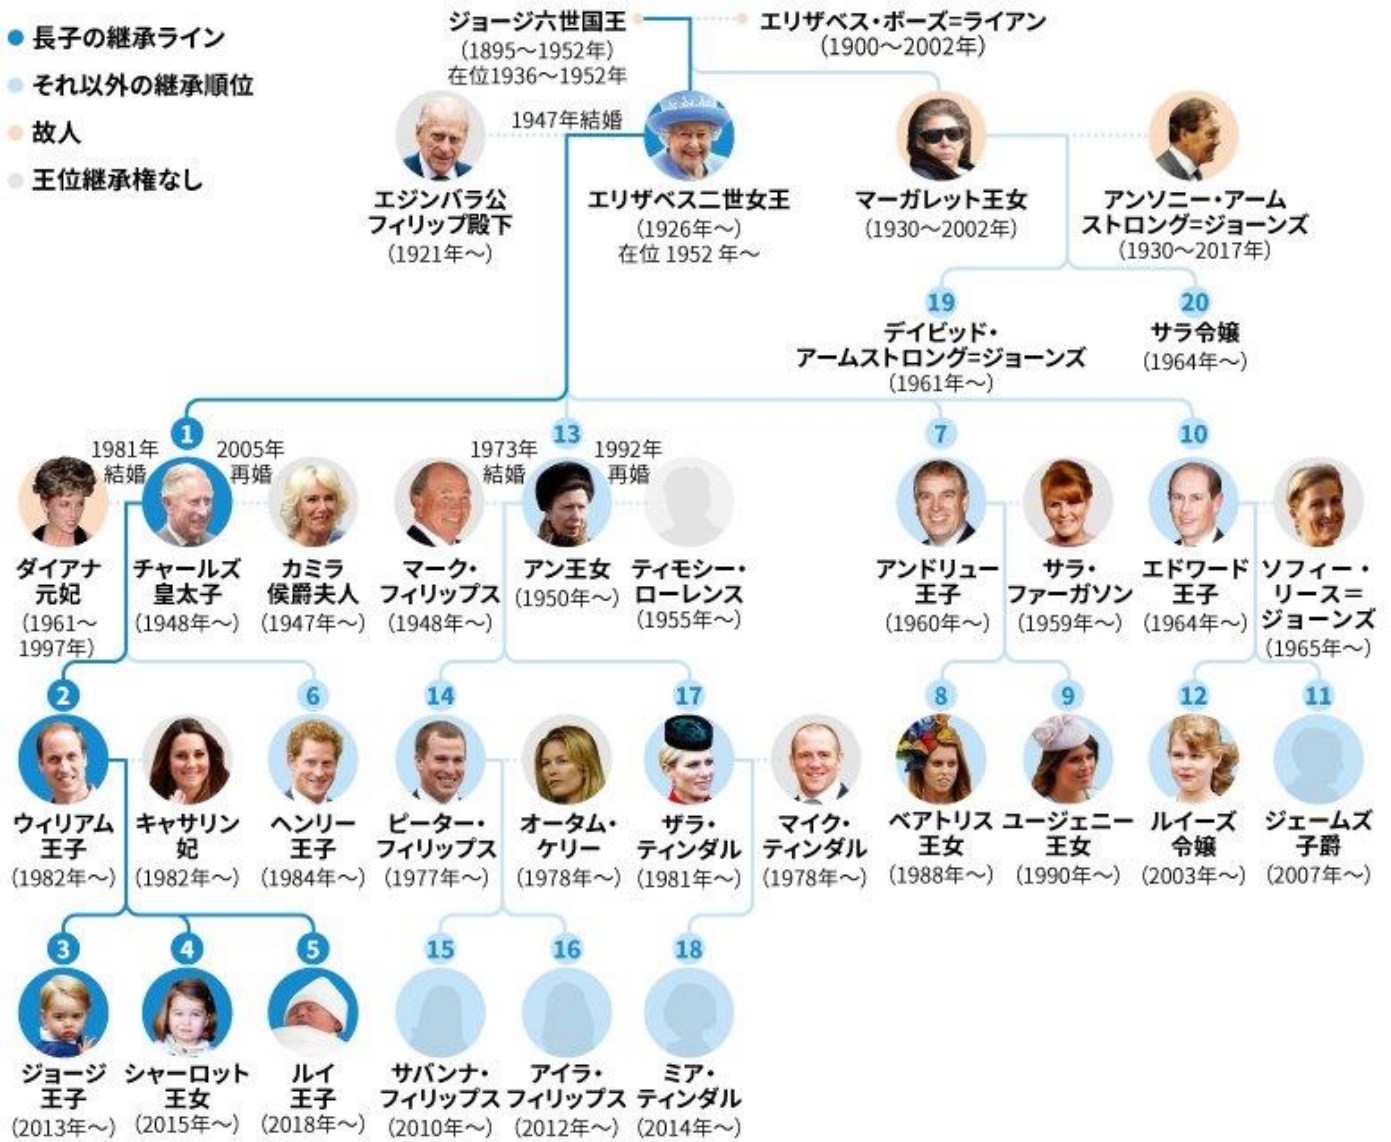 長子の継承ライン
それ以外の継承順位
故人
王位継承権なし
ジョージ六世国王
（1895～1952年）
在位1936～1952年
エリザベス・ボーズ=ライアン
（1900～2002年）
1947年結婚
エジンバラ公
フィリップ殿下
（1921年～）
エリザベス二世女王
（1926年～）
在位 1952 年～
マーガレット王女
（1930～2002年）
アンソニー・アーム
ストロング=ジョーンズ
（1930～2017年）
19
デイビッド・
アームストロング=ジョーンズ
（1961年～）
20
サラ令嬢
（1964年～）
1
13
7
10
1981年
結婚
2005年
再婚
1973年
結婚
1992年
再婚
ダイアナ
元妃
（1961～
1997年）
チャールズ
皇太子
（1948年～）
カミラ
侯爵夫人
（1947年～）
マーク・
フィリップス
（1948年～）
アン王女
（1950年～）
ティモシー・
ローレンス
（1955年～）
アンドリュー
王子
（1960年～）
サラ・
ファーガソン
（1959年～）
エドワード
王子
（1964年～）
ソフィー・
リース＝
ジョーンズ
（1965年～）
2
6
14
17
8
9
12
11
ウィリアム
王子
（1982年～）
キャサリン
妃
（1982年～）
ヘンリー
王子
（1984年～）
ピーター・
フィリップス
（1977年～）
オータム・
ケリー
（1978年～）
ザラ・
ティンダル
（1981年～）
マイク・
ティンダル
（1978年～）
ベアトリス
王女
（1988年～）
ユージェニー
王女
（1990年～）
ルイーズ
令嬢
（2003年～）
ジェームズ
子爵
（2007年～）
3
4
5
15
16
18
ジョージ
王子
（2013年～）
シャーロット
王女
（2015年～）
ルイ
王子
（2018年～）
サバンナ・
フィリップス
（2010年～）
アイラ・
フィリップス
（2012年～）
ミア・
ティンダル
（2014年～）